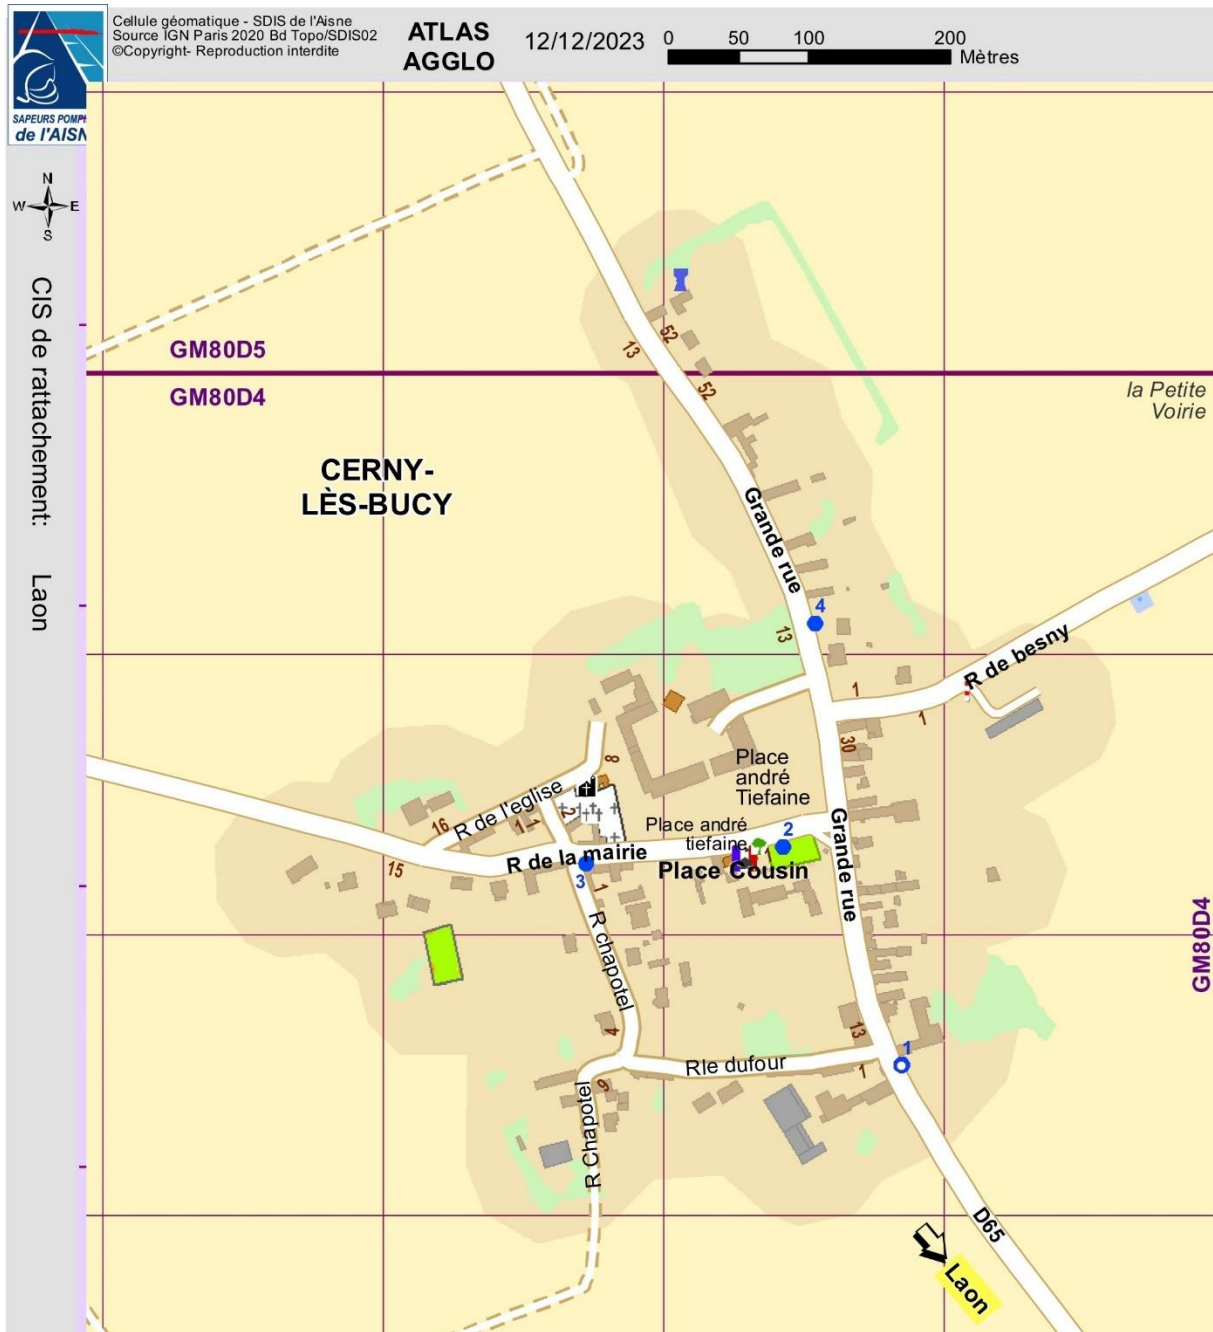 Cellule géomatique - SDIS de l'Aisne
Source IGN Paris 2020 Bd Topo/SDIS02
©Copyright- Reproduction interdite
ATLAS
AGGLO
12/12/2023
0 50 100 200
Mètres
SAPEURS POMP
de l'AISN
N
W E
S
CIS de rattachement: Laon
GM80D5
GM80D4
la Petite
Voirie
CERNY-
LÈS-BUCY
52
13
52
Grande rue
4
13
R de besny
1
1
30
Place
andré
Tiefaine
8
R de l'eglise
2
16
1
1
Place andré
tiefaine
2
1
15
R de la mairie
Place Cousin
Grande rue
3
1
R chapotel
GM80D4
4
13
1
Rle dufour
1
9
R Chapotel
D65
Laon